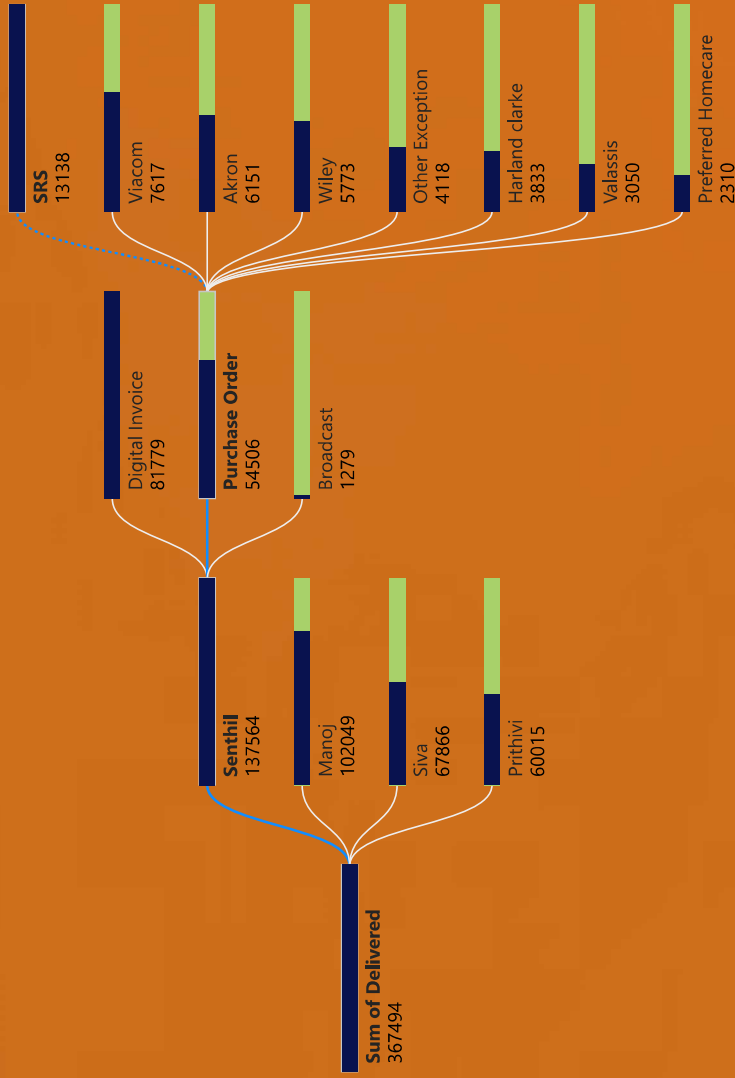 Sum of Delivered
367494
Senthil
137564
Manoj
102049
Siva
67866
Prithivi
60015
Digital Invoice
81779
Purchase Order
54506
Broadcast
1279
SRS
13138
Viacom
7617
Akron
6151
Wiley
5773
Other Exception
4118
Harland clarke
3833
Valassis
3050
Preferred Homecare
2310